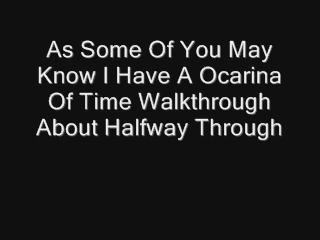 As Some Of You May
Know I Have A Ocarina
Of Time Walkthrough
About Halfway Through